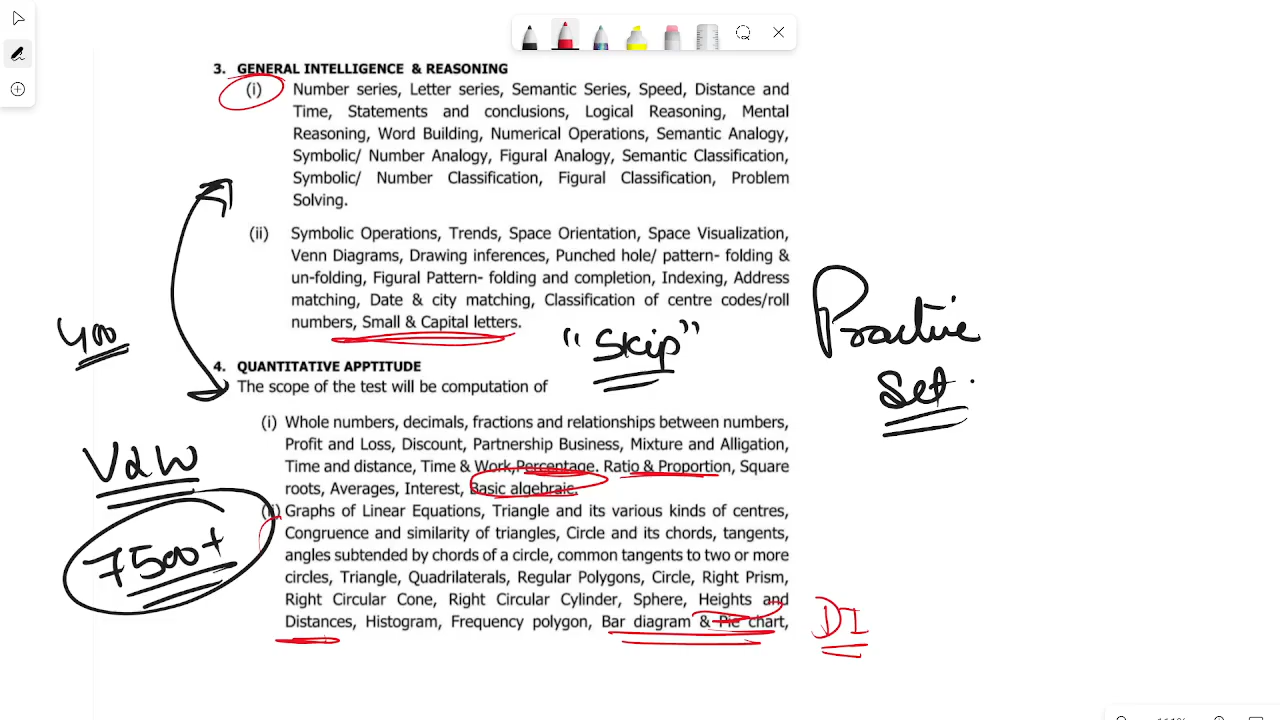 3. GENERAL INTELLIGENCE & REASONING
(i) Number series, Letter series, Semantic Series, Speed, Distance and
Time, Statements and conclusions, Logical Reasoning, Mental
Reasoning, Word Building, Numerical Operations, Semantic Analogy,
Symbolic/ Number Analogy, Figural Analogy, Semantic Classification,
Symbolic/ Number Classification, Figural Classification, Problem
Solving.
(ii) Symbolic Operations, Trends, Space Orientation, Space Visualization,
Venn Diagrams, Drawing inferences, Punched hole/ pattern- folding &
un-folding, Figural Pattern- folding and completion, Indexing, Address
matching, Date & city matching, Classification of centre codes/roll
numbers, Small & Capital letters.
400
"Skip"
Practice
Set.
4. QUANTITATIVE APPTITUDE
The scope of the test will be computation of
(i) Whole numbers, decimals, fractions and relationships between numbers,
Profit and Loss, Discount, Partnership Business, Mixture and Alligation,
Time and distance, Time & Work,Percentage. Ratio & Proportion, Square
roots, Averages, Interest, Basic algebraic.
(ii) Graphs of Linear Equations, Triangle and its various kinds of centres,
Congruence and similarity of triangles, Circle and its chords, tangents,
angles subtended by chords of a circle, common tangents to two or more
circles, Triangle, Quadrilaterals, Regular Polygons, Circle, Right Prism,
Right Circular Cone, Right Circular Cylinder, Sphere, Heights and
Distances, Histogram, Frequency polygon, Bar diagram & Pie chart,
7500+
DI